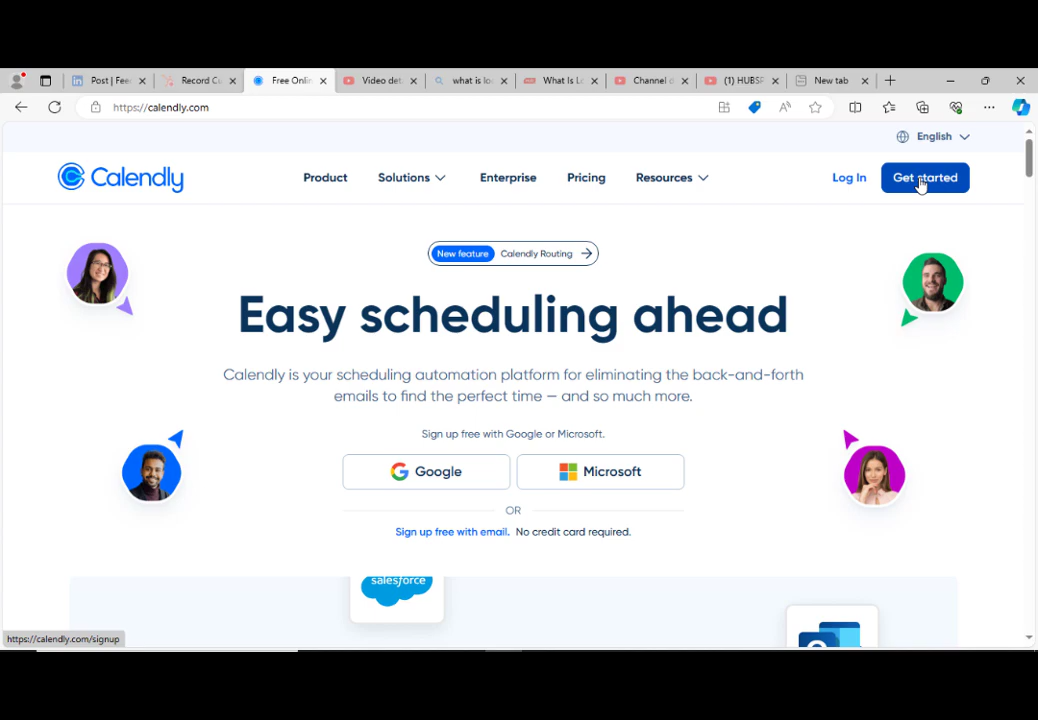 Post | Fee
Record Cu
Free Onlin
Video det
what is lo
What Is L
Channel d
(1) HUBSP
New tab
https://calendly.com
English
Calendly
Product
Solutions
Enterprise
Pricing
Resources
Log In
Get started
New feature
Calendly Routing
Easy scheduling ahead
Calendly is your scheduling automation platform for eliminating the back-and-forth
emails to find the perfect time — and so much more.
Sign up free with Google or Microsoft.
Google
Microsoft
OR
Sign up free with email. No credit card required.
salesforce
https://calendly.com/signup